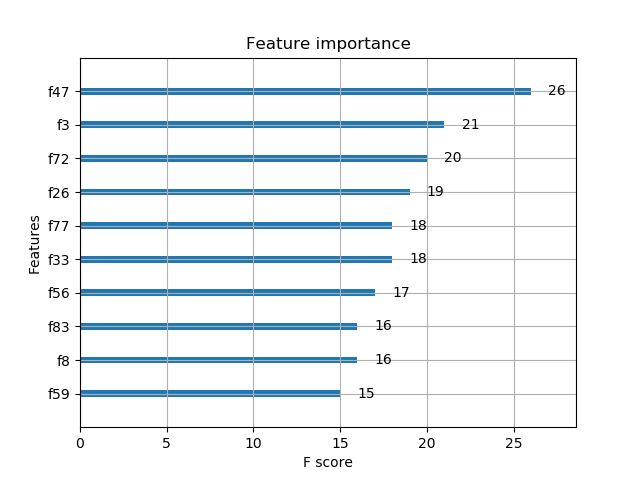 Feature importance
f47 26
f3 21
f72 20
f26 19
f77 18
f33 18
f56 17
f83 16
f8 16
f59 15
Features
0 5 10 15 20 25
F score